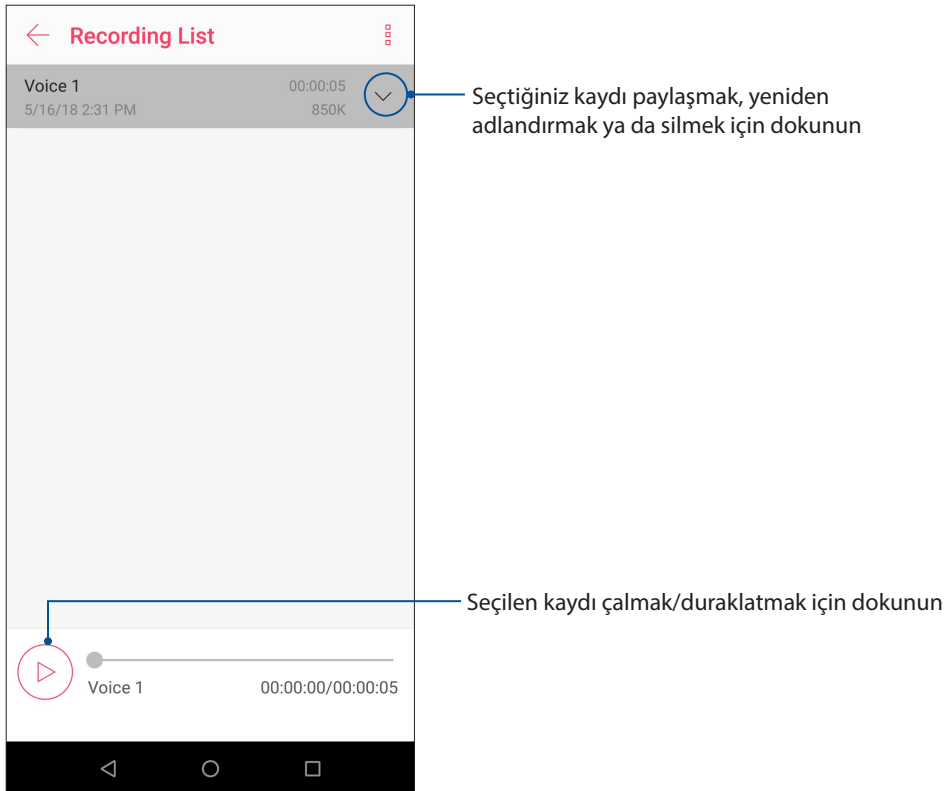 Recording List
Voice 1 00:00:05
5/16/18 2:31 PM 850K
Seçtiğiniz kaydı paylaşmak, yeniden
adlandırmak ya da silmek için dokunun
Seçilen kaydı çalmak/duraklatmak için dokunun
Voice 1 00:00:00/00:00:05